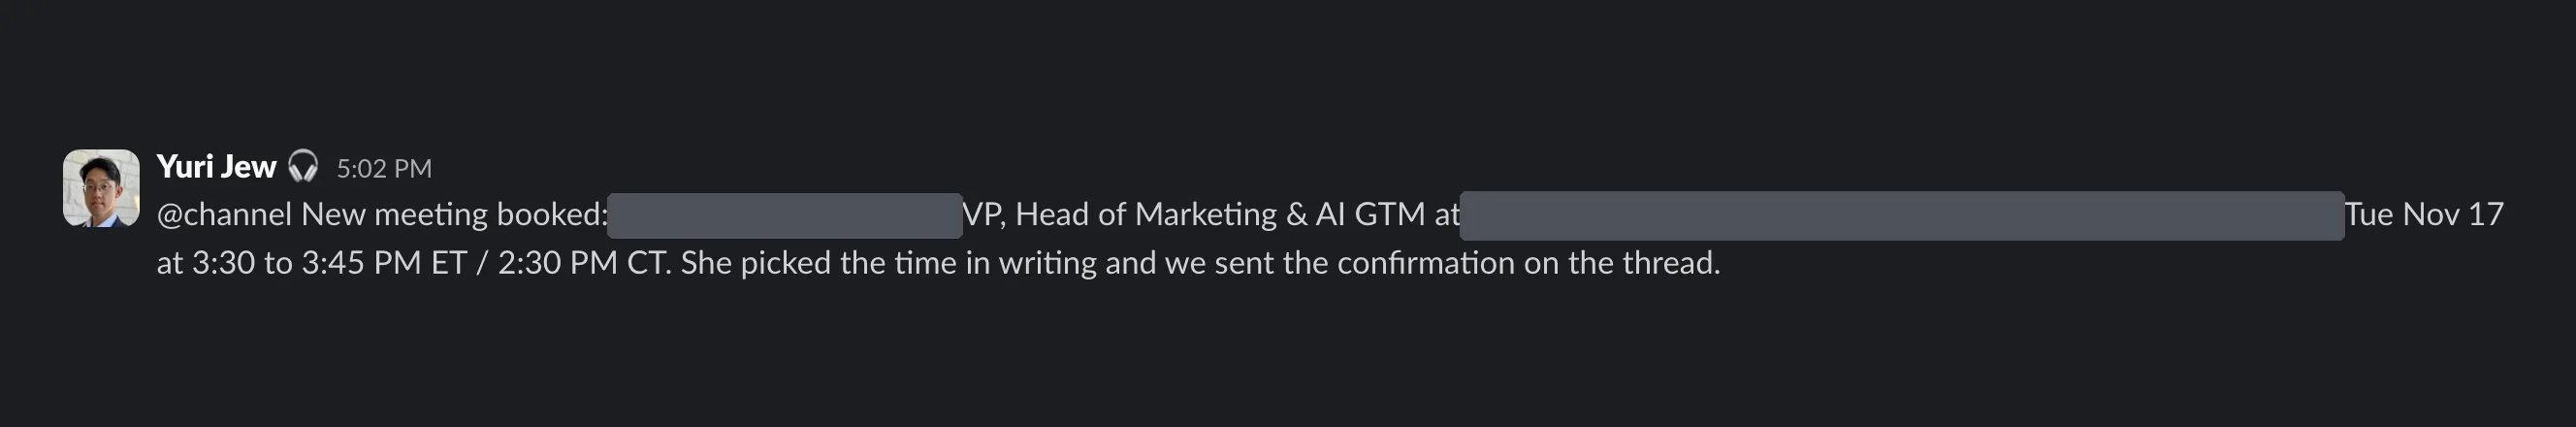 Yuri Jew 5:02 PM
@channel New meeting booked: VP, Head of Marketing & AI GTM at Tue Nov 17
at 3:30 to 3:45 PM ET / 2:30 PM CT. She picked the time in writing and we sent the confirmation on the thread.